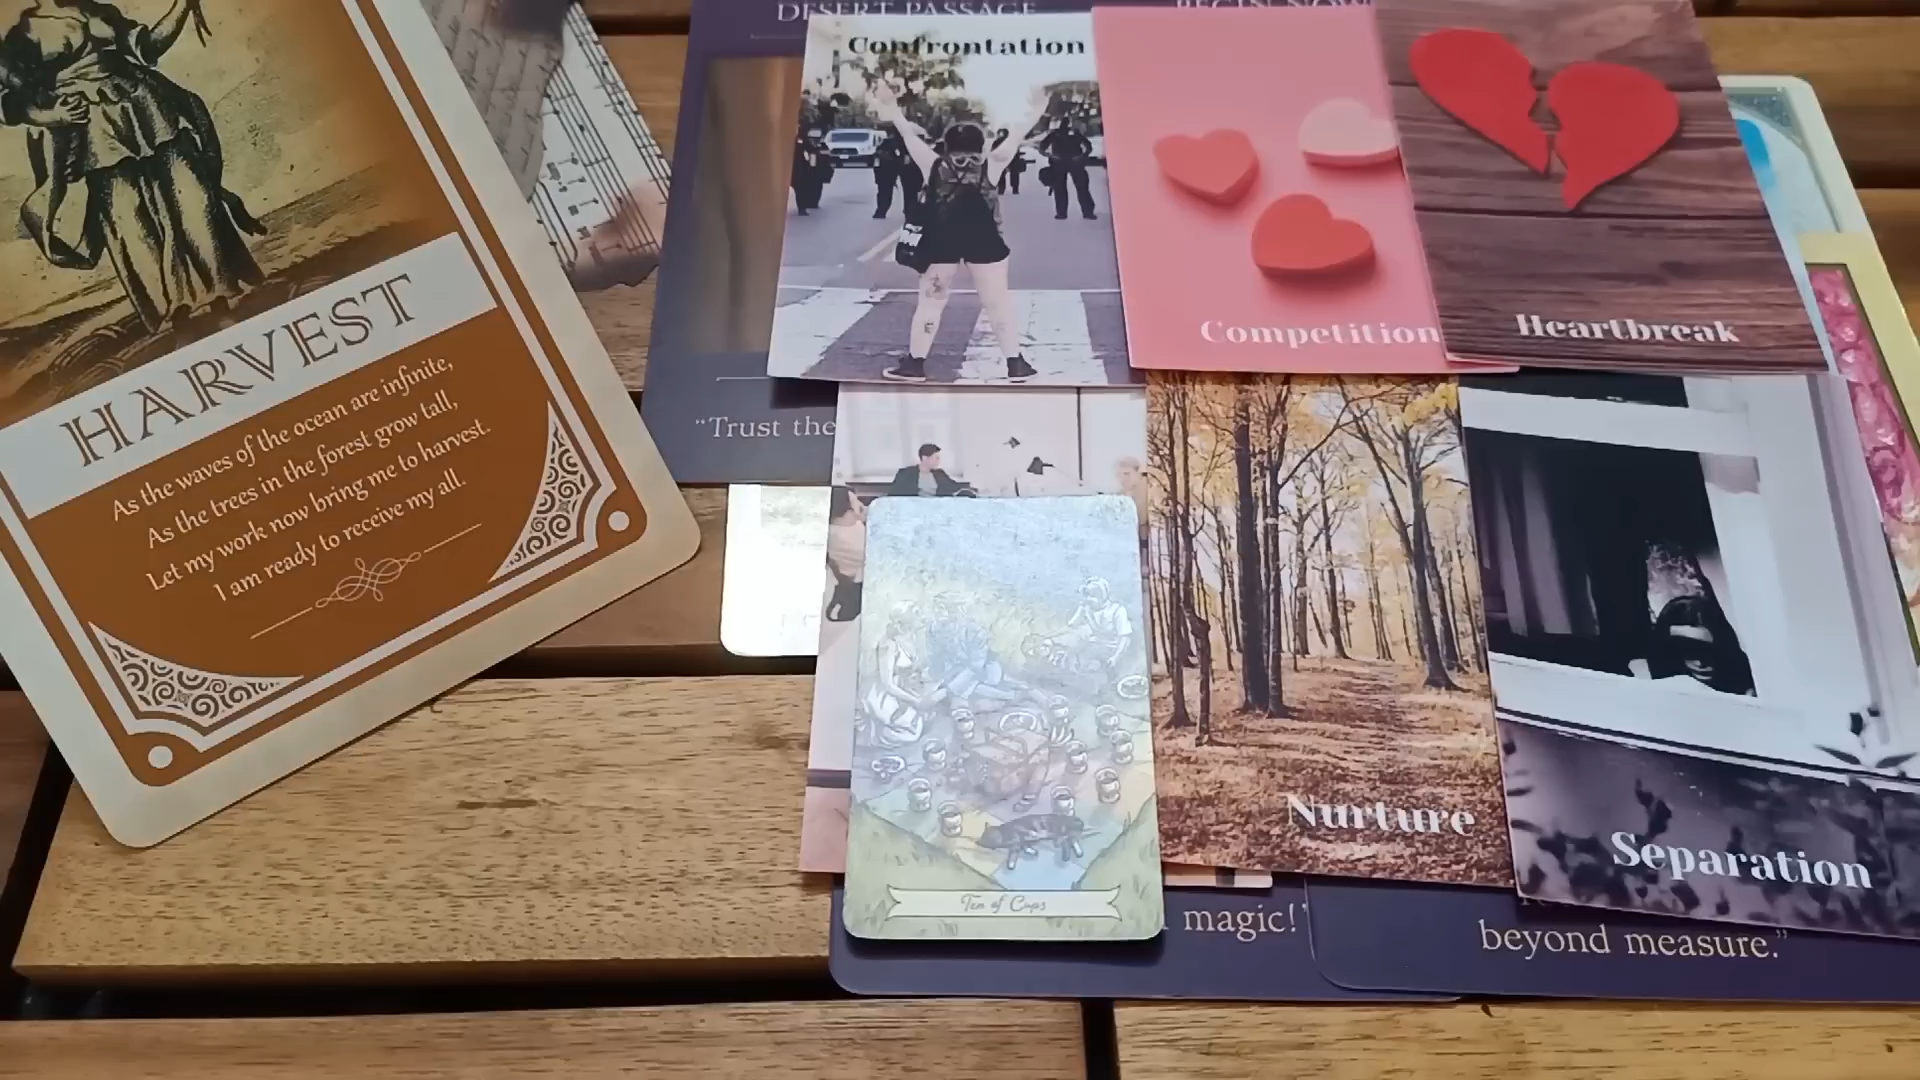 HARVEST
As the waves of the ocean are infinite,
As the trees in the forest grow tall,
Let my work now bring me to harvest.
I am ready to receive my all.
DESERT PASSAGE
BEGIN NOW
Confrontation
Competition
Heartbreak
"Trust the
Nurture
Separation
Ten of Cups
magic!"
beyond measure."